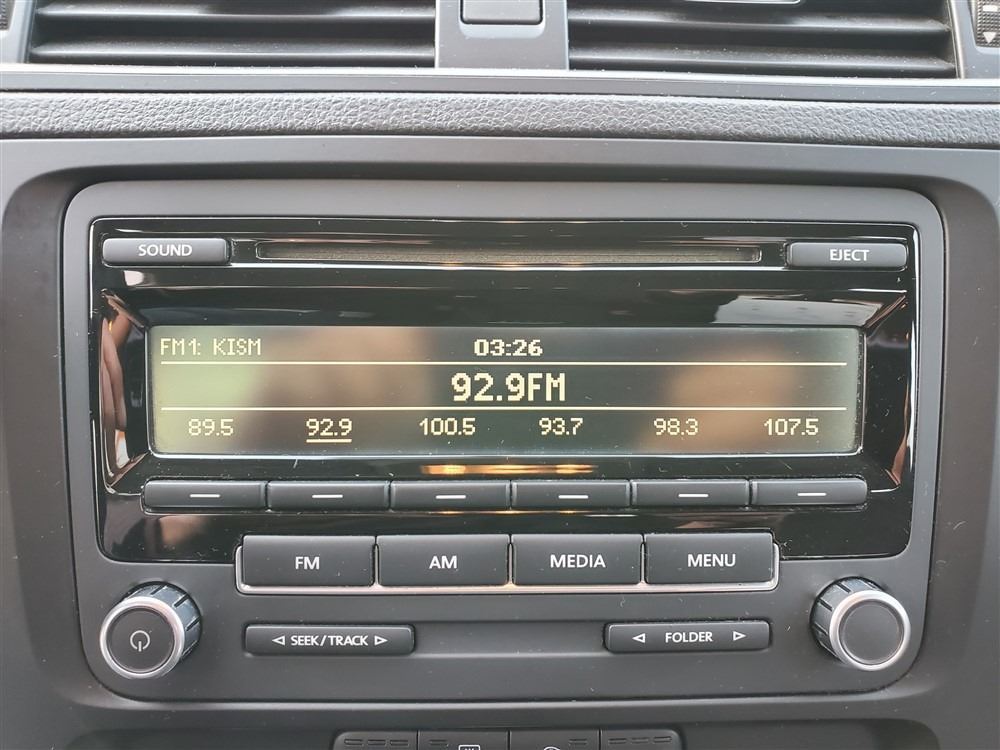 SOUND EJECT
FM1: KISM 03:26
92.9FM
89.5 92.9 100.5 93.7 98.3 107.5
FM AM MEDIA MENU
SEEK/TRACK FOLDER